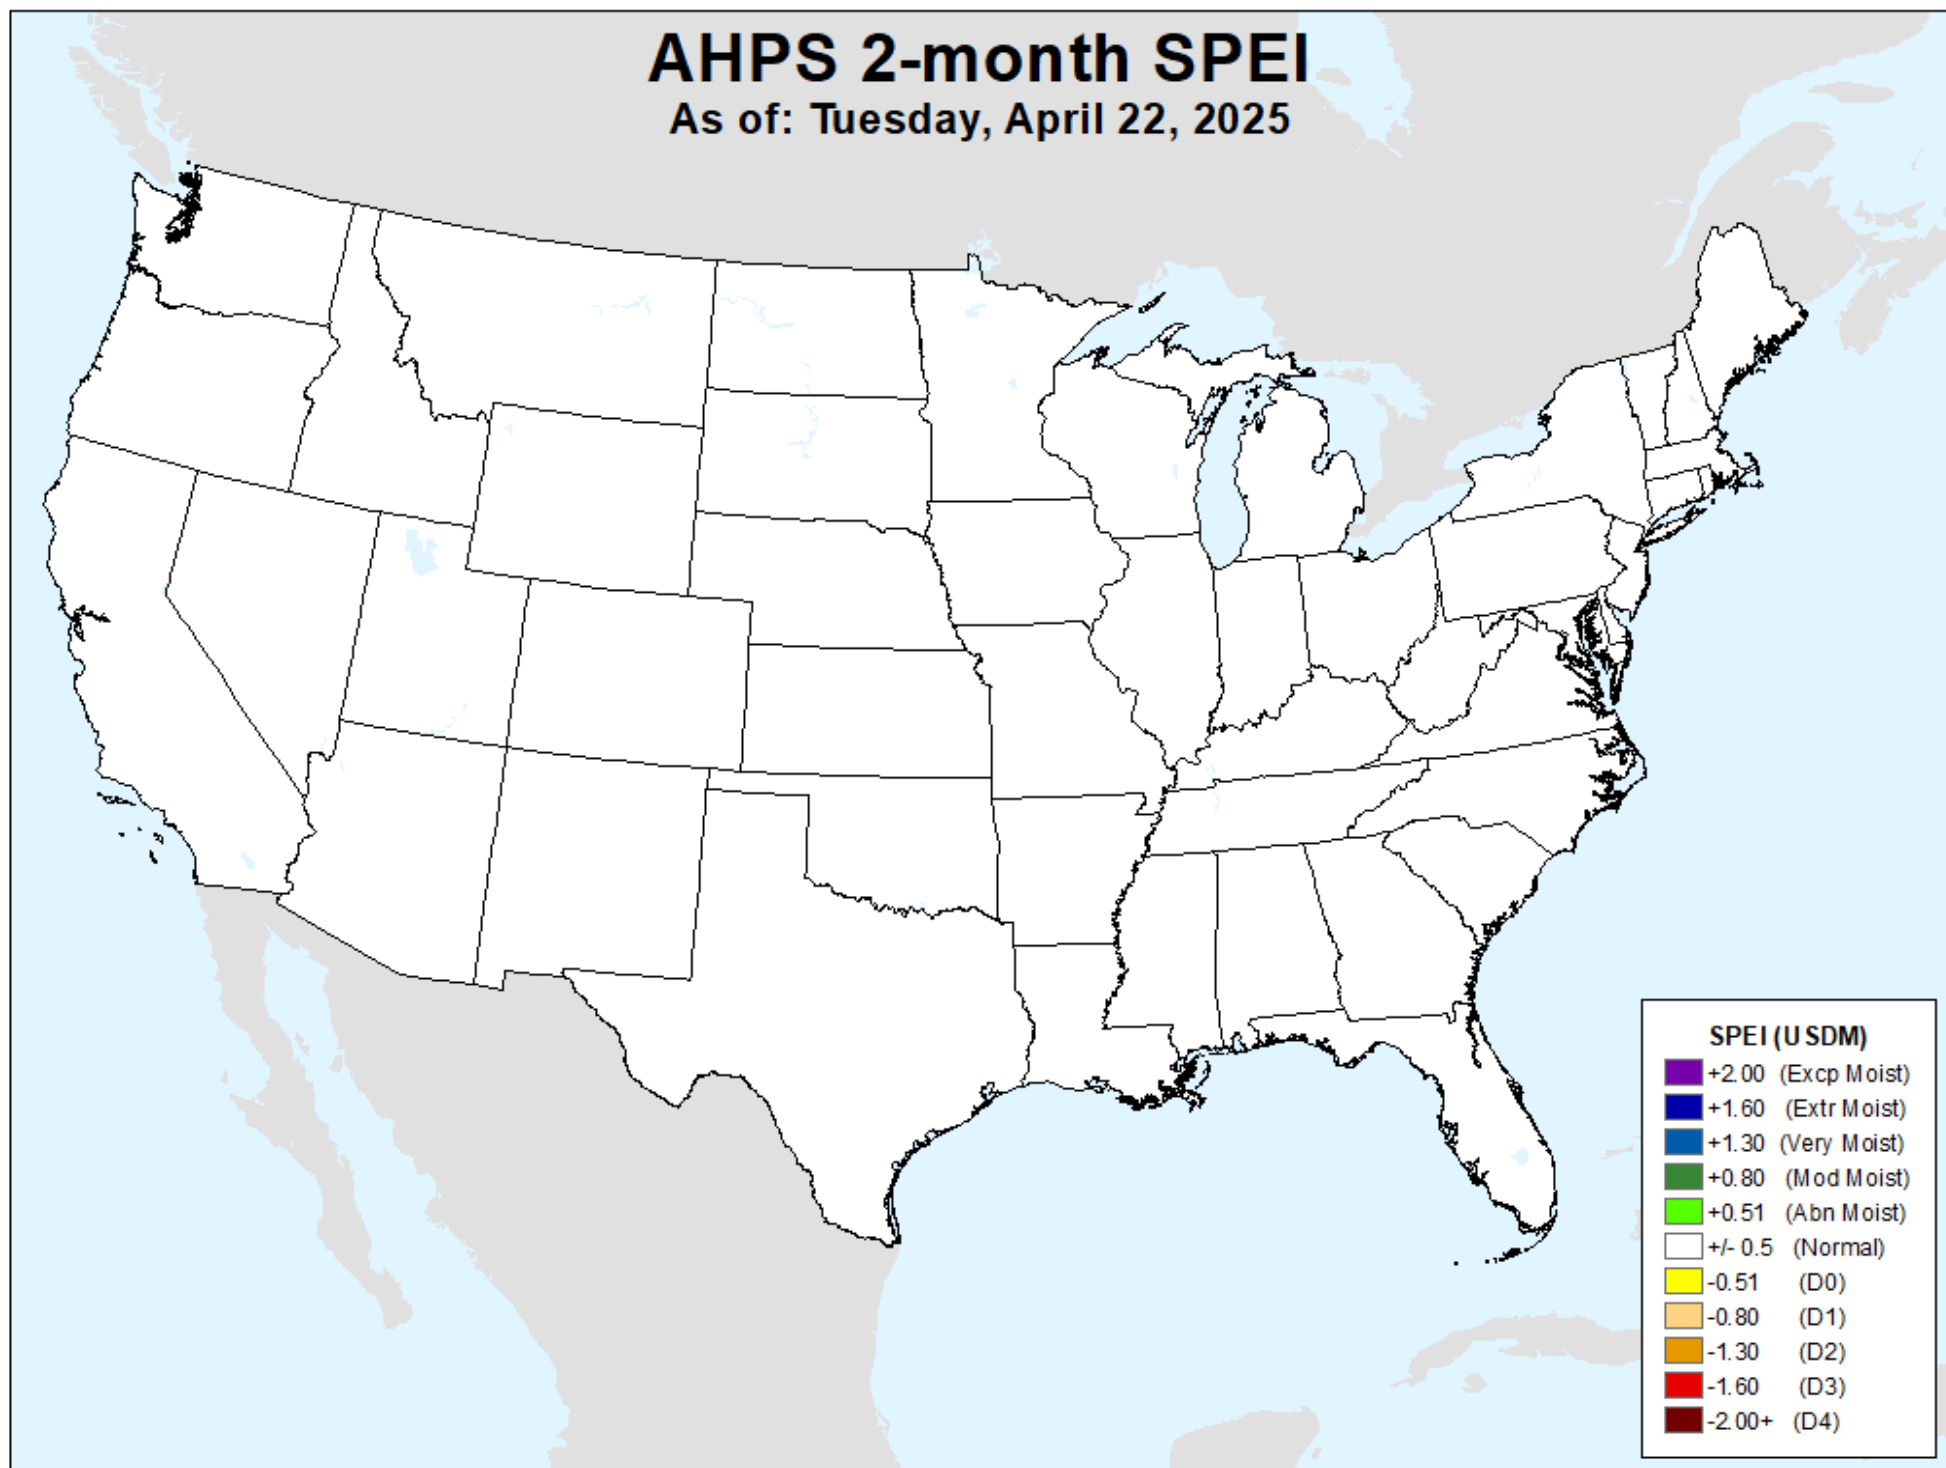 AHPS 2-month SPEI
As of: Tuesday, April 22, 2025
SPEI (USDM)
+2.00 (Excp Moist)
+1.60 (Extr Moist)
+1.30 (Very Moist)
+0.80 (Mod Moist)
+0.51 (Abn Moist)
+/- 0.5 (Normal)
-0.51 (D0)
-0.80 (D1)
-1.30 (D2)
-1.60 (D3)
-2.00+ (D4)